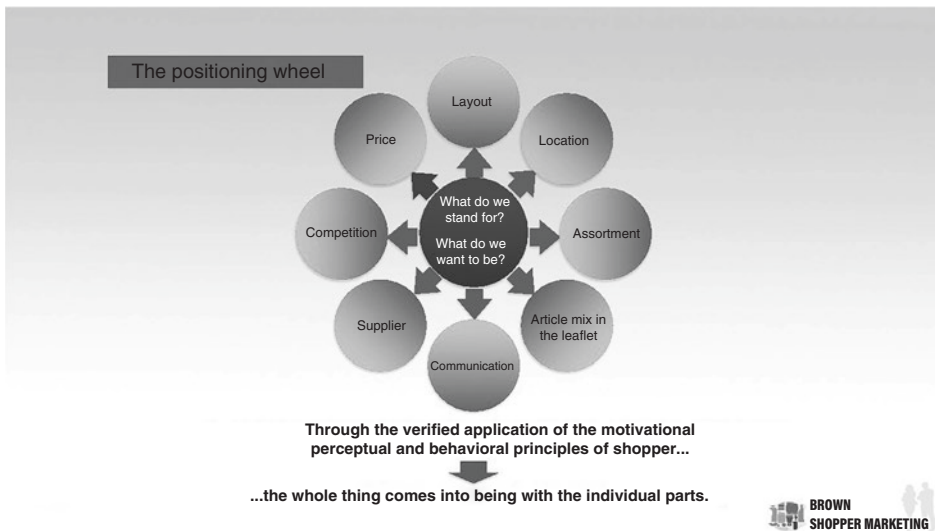 The positioning wheel
Layout
Location
Assortment
Article mix in
the leaflet
Communication
Supplier
Competition
Price
What do we
stand for?
What do we
want to be?
Through the verified application of the motivational
perceptual and behavioral principles of shopper...
...the whole thing comes into being with the individual parts.
BROWN
SHOPPER MARKETING